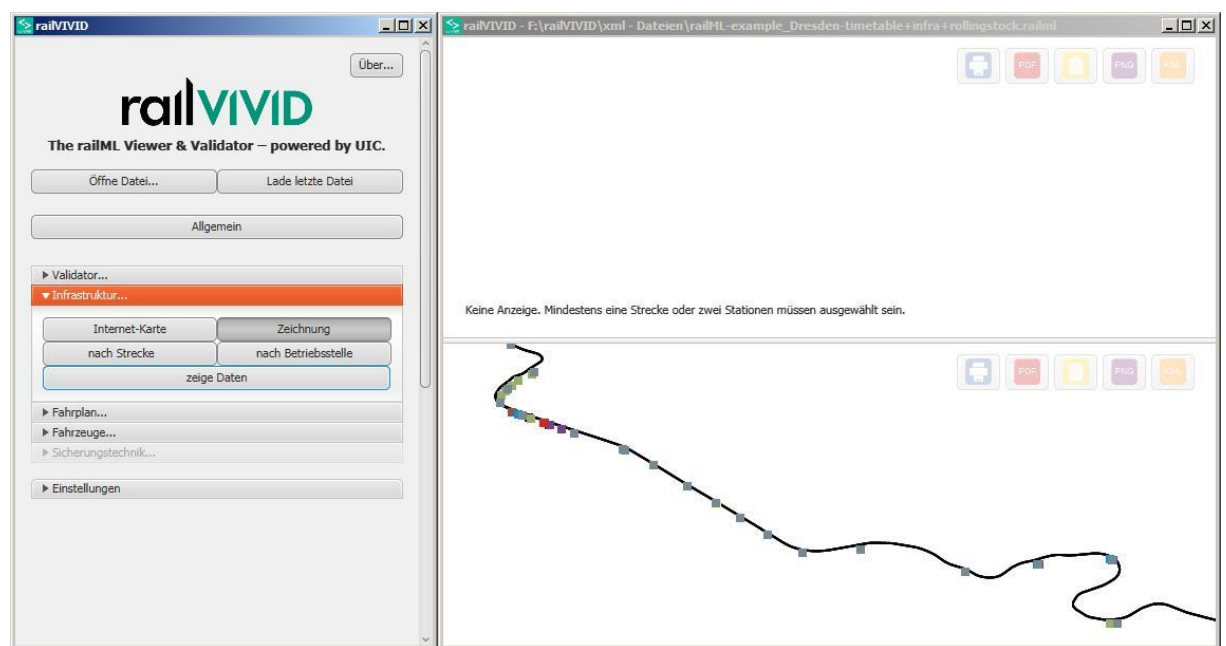 railVIVID
Über...
railVIVID
The railML Viewer & Validator – powered by UIC.
Öffne Datei...
Lade letzte Datei
Allgemein
Validator...
Infrastruktur...
Internet-Karte
Zeichnung
nach Strecke
nach Betriebsstelle
zeige Daten
Fahrplan...
Fahrzeuge...
Sicherungstechnik...
Einstellungen
railVIVID - F:\railVIVID\xml - Dateien\railML-example_Dresden-timetable+infra+rollingstock.railml
PDF
PNG
KML
Keine Anzeige. Mindestens eine Strecke oder zwei Stationen müssen ausgewählt sein.
PDF
PNG
KML